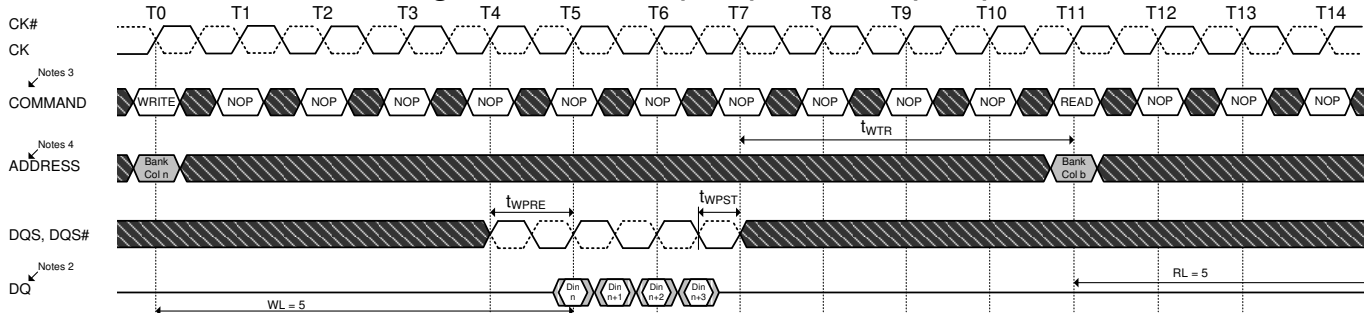 CK#
CK
T0 T1 T2 T3 T4 T5 T6 T7 T8 T9 T10 T11 T12 T13 T14
Notes 3
COMMAND
WRITE NOP NOP NOP NOP NOP NOP NOP NOP NOP NOP READ NOP NOP NOP
tWTR
Notes 4
ADDRESS
Bank
Col n
Bank
Col b
tWPRE
tWPST
DQS, DQS#
Notes 2
DQ
Din
n
Din
n+1
Din
n+2
Din
n+3
RL = 5
WL = 5